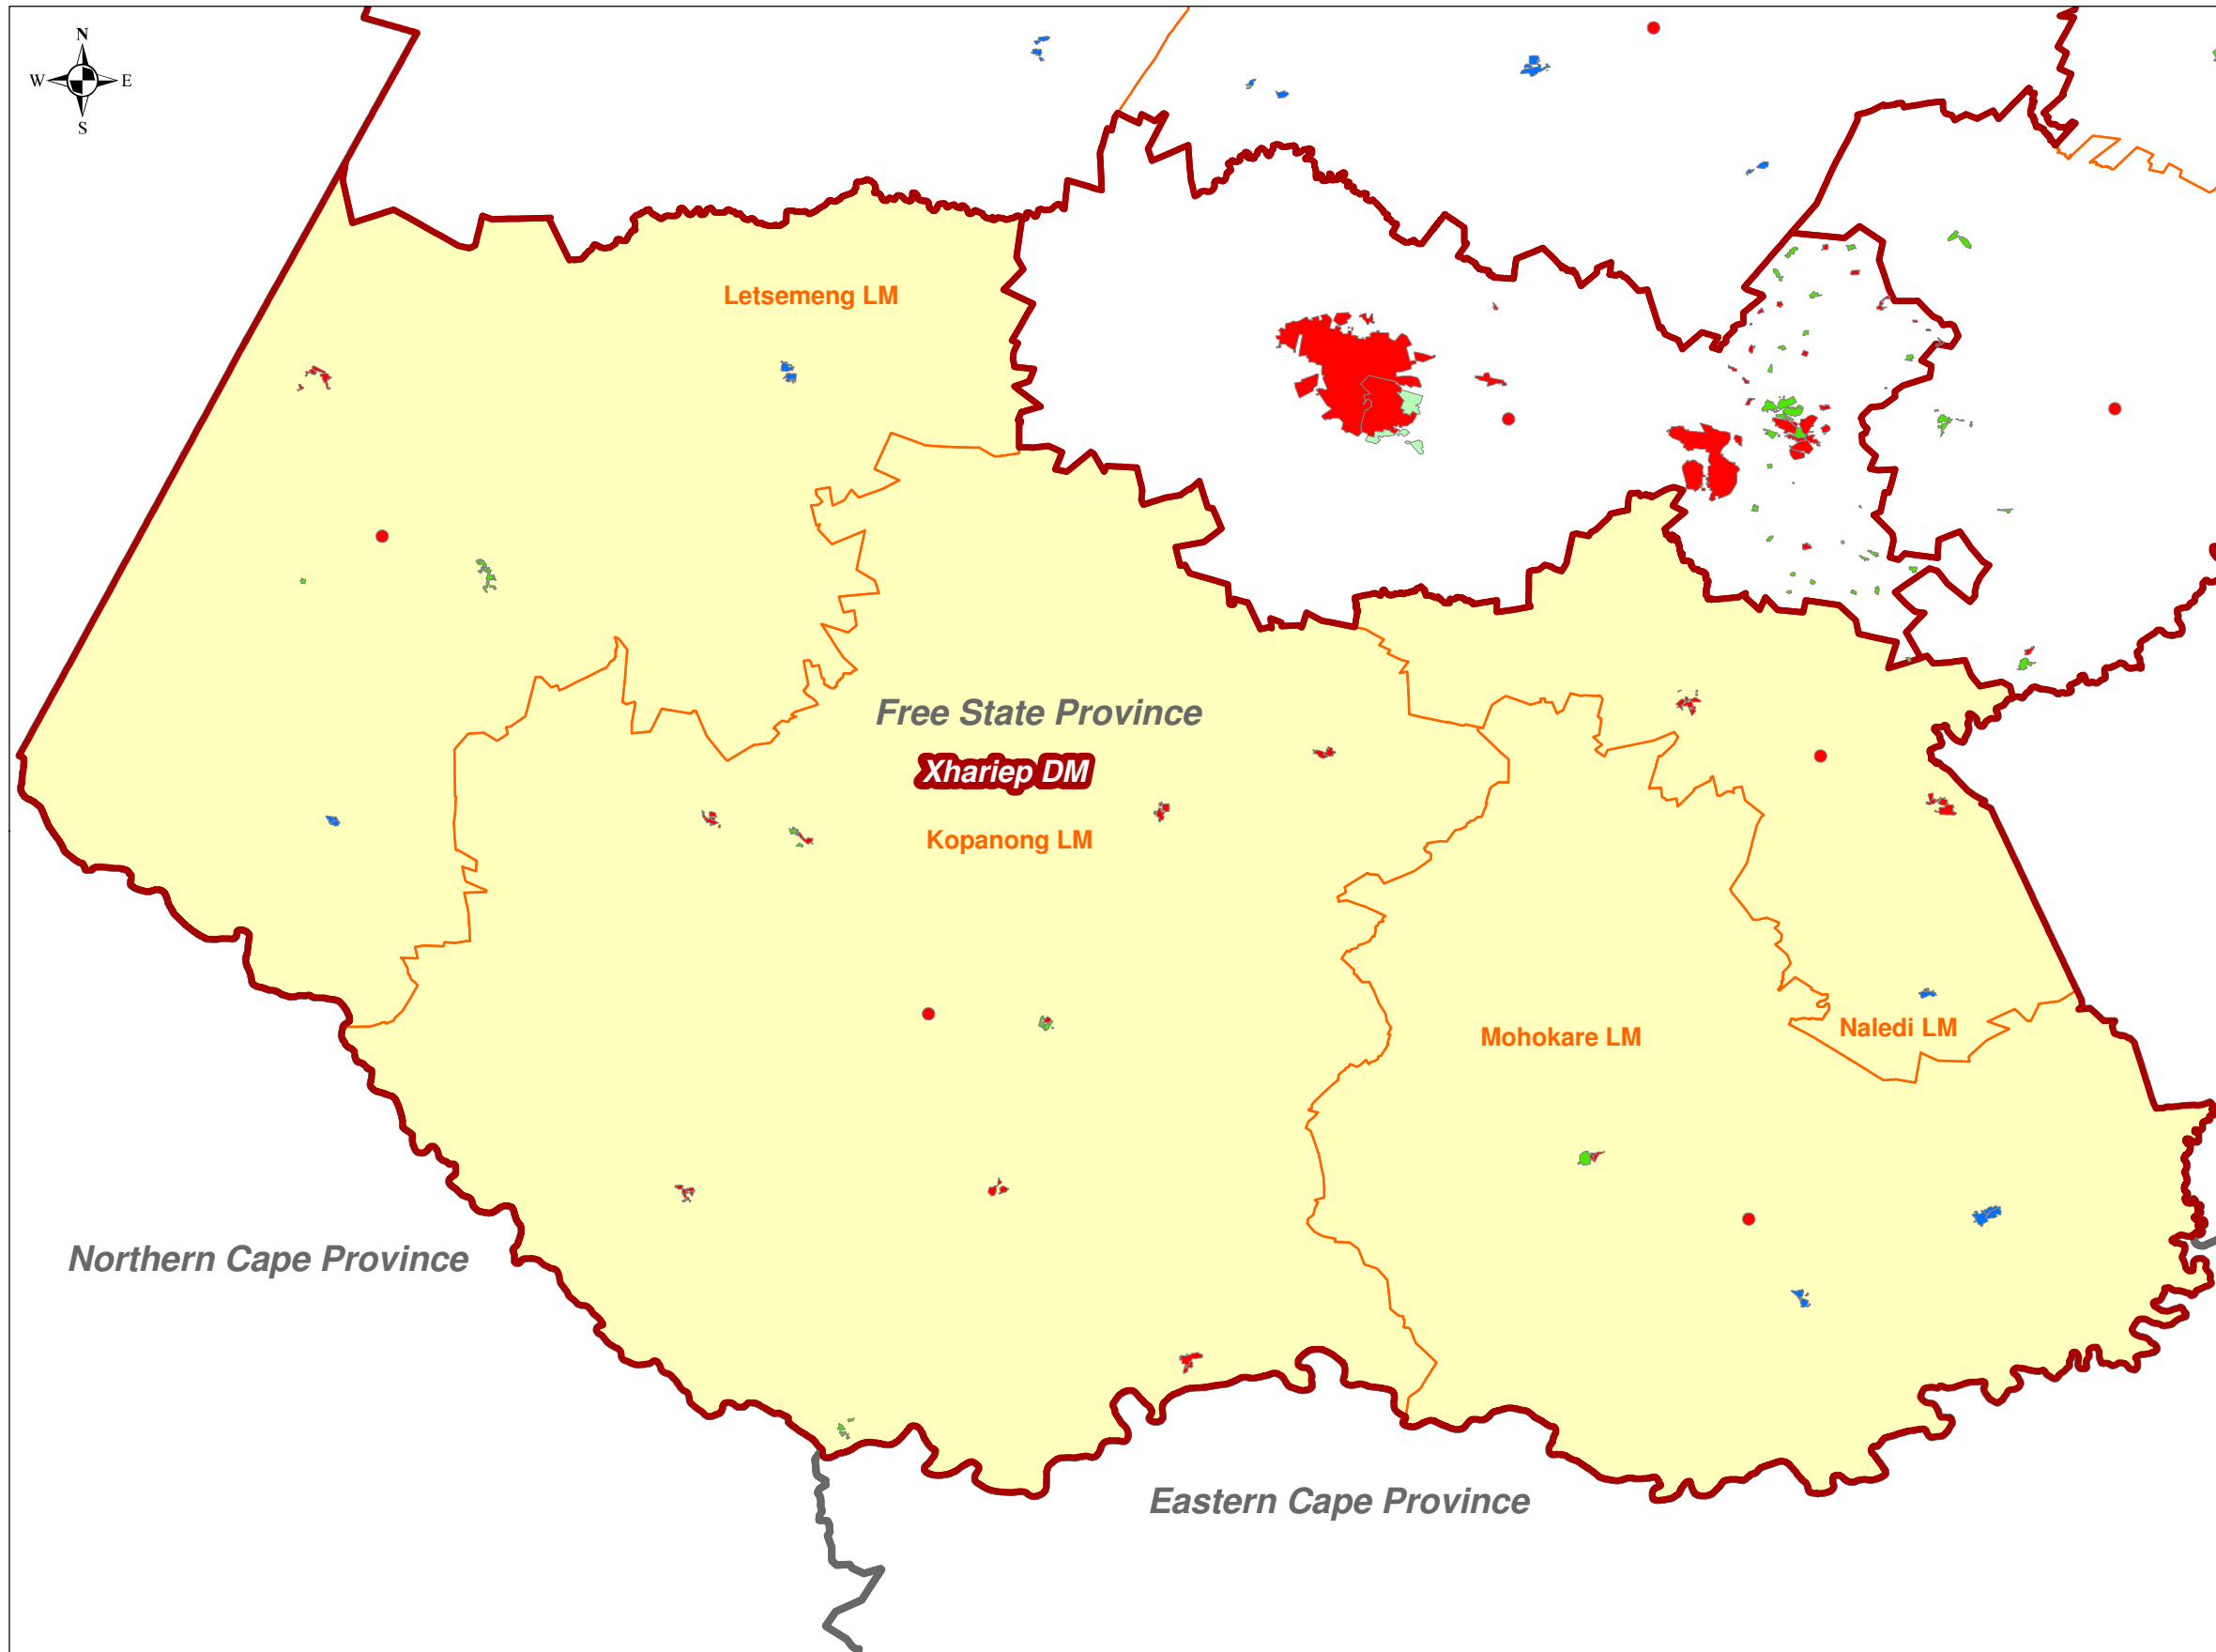 N
W E
S
Letsemeng LM
Free State Province
Xhariep DM
Kopanong LM
Mohokare LM
Naledi LM
Northern Cape Province
Eastern Cape Province